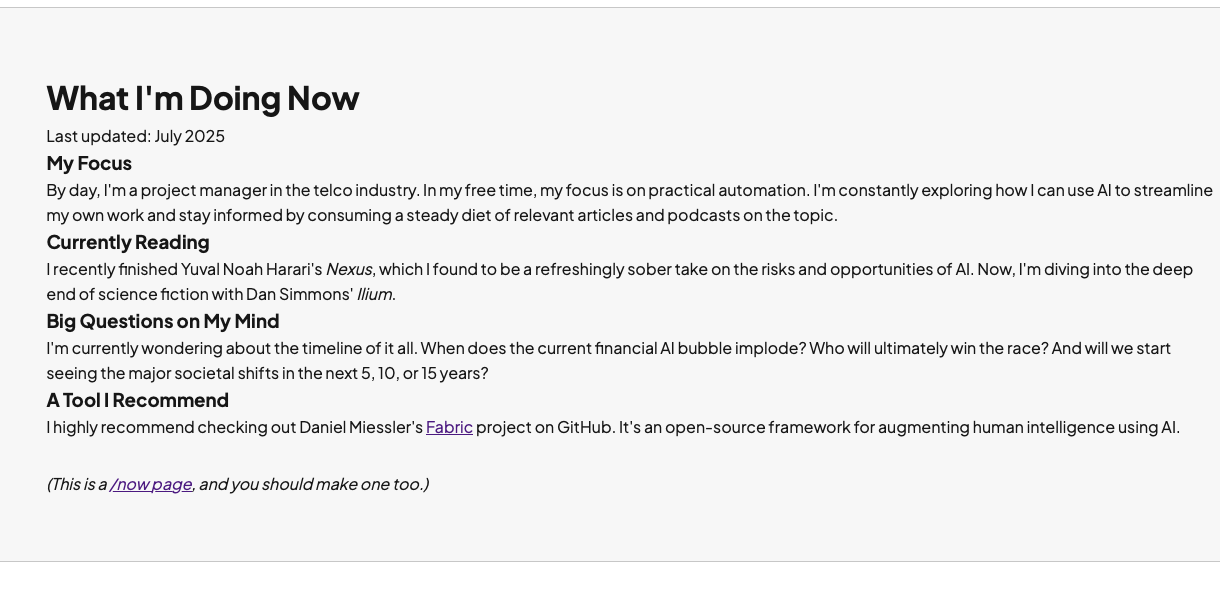 What I'm Doing Now
Last updated: July 2025
My Focus
By day, I'm a project manager in the telco industry. In my free time, my focus is on practical automation. I'm constantly exploring how I can use AI to streamline
my own work and stay informed by consuming a steady diet of relevant articles and podcasts on the topic.
Currently Reading
I recently finished Yuval Noah Harari's Nexus, which I found to be a refreshingly sober take on the risks and opportunities of AI. Now, I'm diving into the deep
end of science fiction with Dan Simmons' Ilium.
Big Questions on My Mind
I'm currently wondering about the timeline of it all. When does the current financial AI bubble implode? Who will ultimately win the race? And will we start
seeing the major societal shifts in the next 5, 10, or 15 years?
A Tool I Recommend
I highly recommend checking out Daniel Miessler's Fabric project on GitHub. It's an open-source framework for augmenting human intelligence using AI.
(This is a /now page, and you should make one too.)